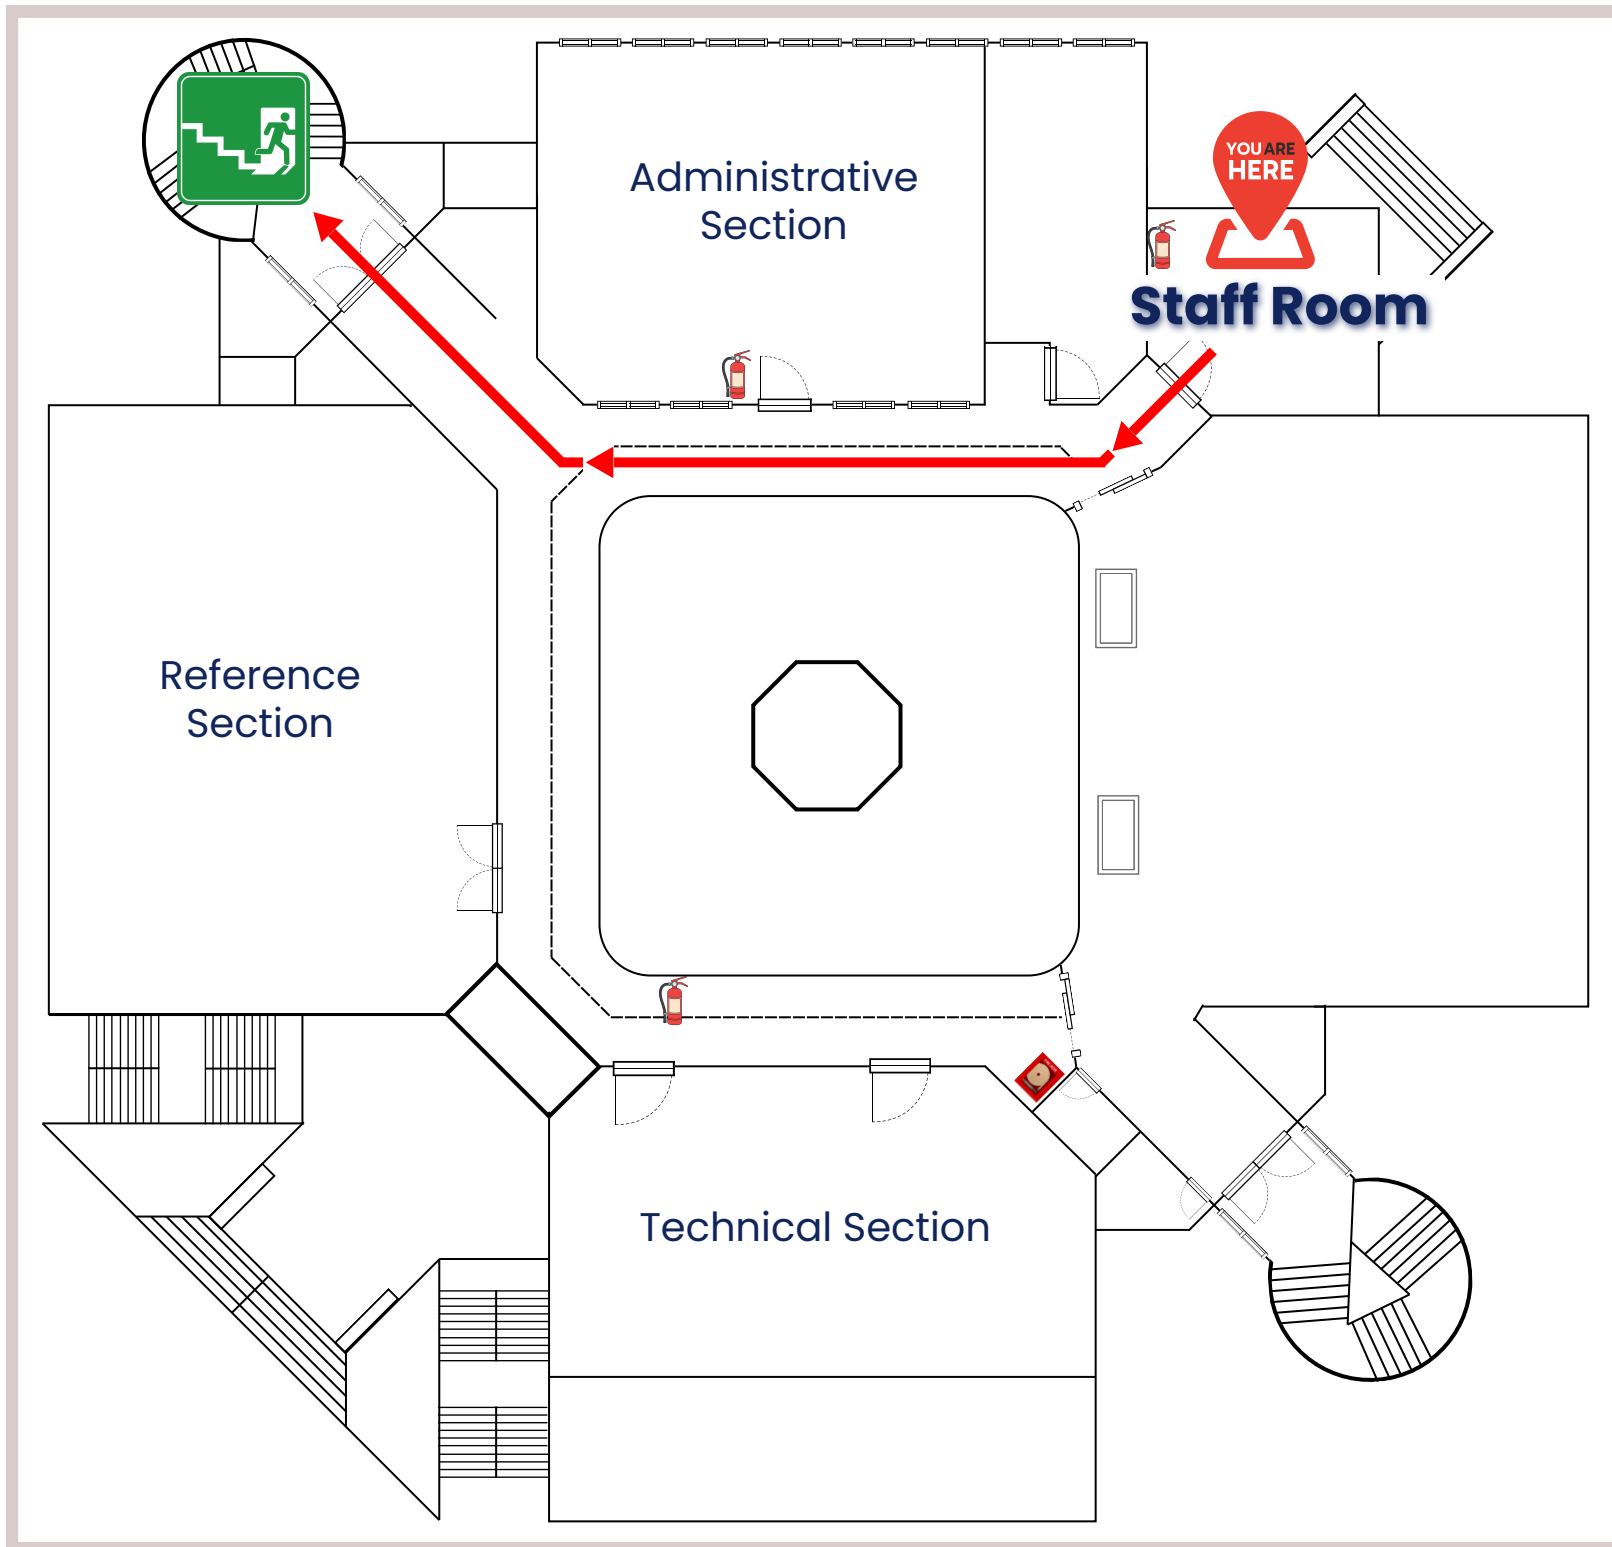 Administrative
Section
YOU ARE
HERE
Staff Room
Reference
Section
Technical Section